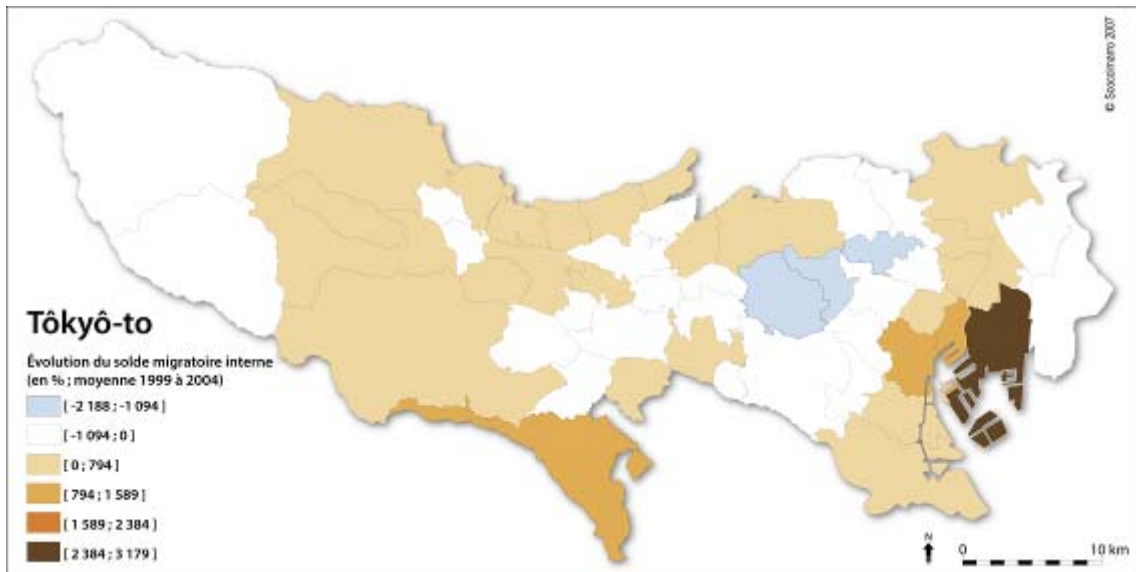 © Scoccimarro 2007
Tôkyô-to
Évolution du solde migratoire interne
(en % ; moyenne 1999 à 2004)
[ -2 188 ; -1 094 ]
[ -1 094 ; 0 ]
[ 0 ; 794 ]
[ 794 ; 1 589 ]
[ 1 589 ; 2 384 ]
[ 2 384 ; 3 179 ]
N
0 10 km